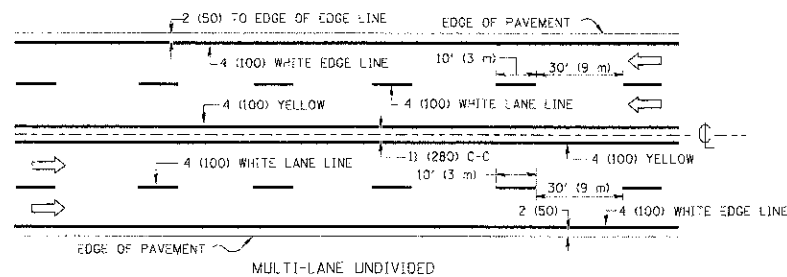 2 (50) TO EDGE OF EDGE LINE
EDGE OF PAVEMENT
4 (100) WHITE EDGE LINE
10' (3 m)
30' (9 m)
4 (100) YELLOW
4 (100) WHITE LANE LINE
℄
4 (100) WHITE LANE LINE
11 (280) C-C
4 (100) YELLOW
10' (3 m)
30' (9 m)
2 (50)
4 (100) WHITE EDGE LINE
EDGE OF PAVEMENT
MULTI-LANE UNDIVIDED